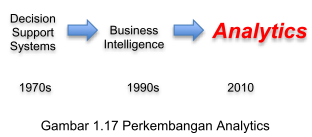 Decision
Support
Systems
Business
Intelligence
Analytics
1970s
1990s
2010
Gambar 1.17 Perkembangan Analytics